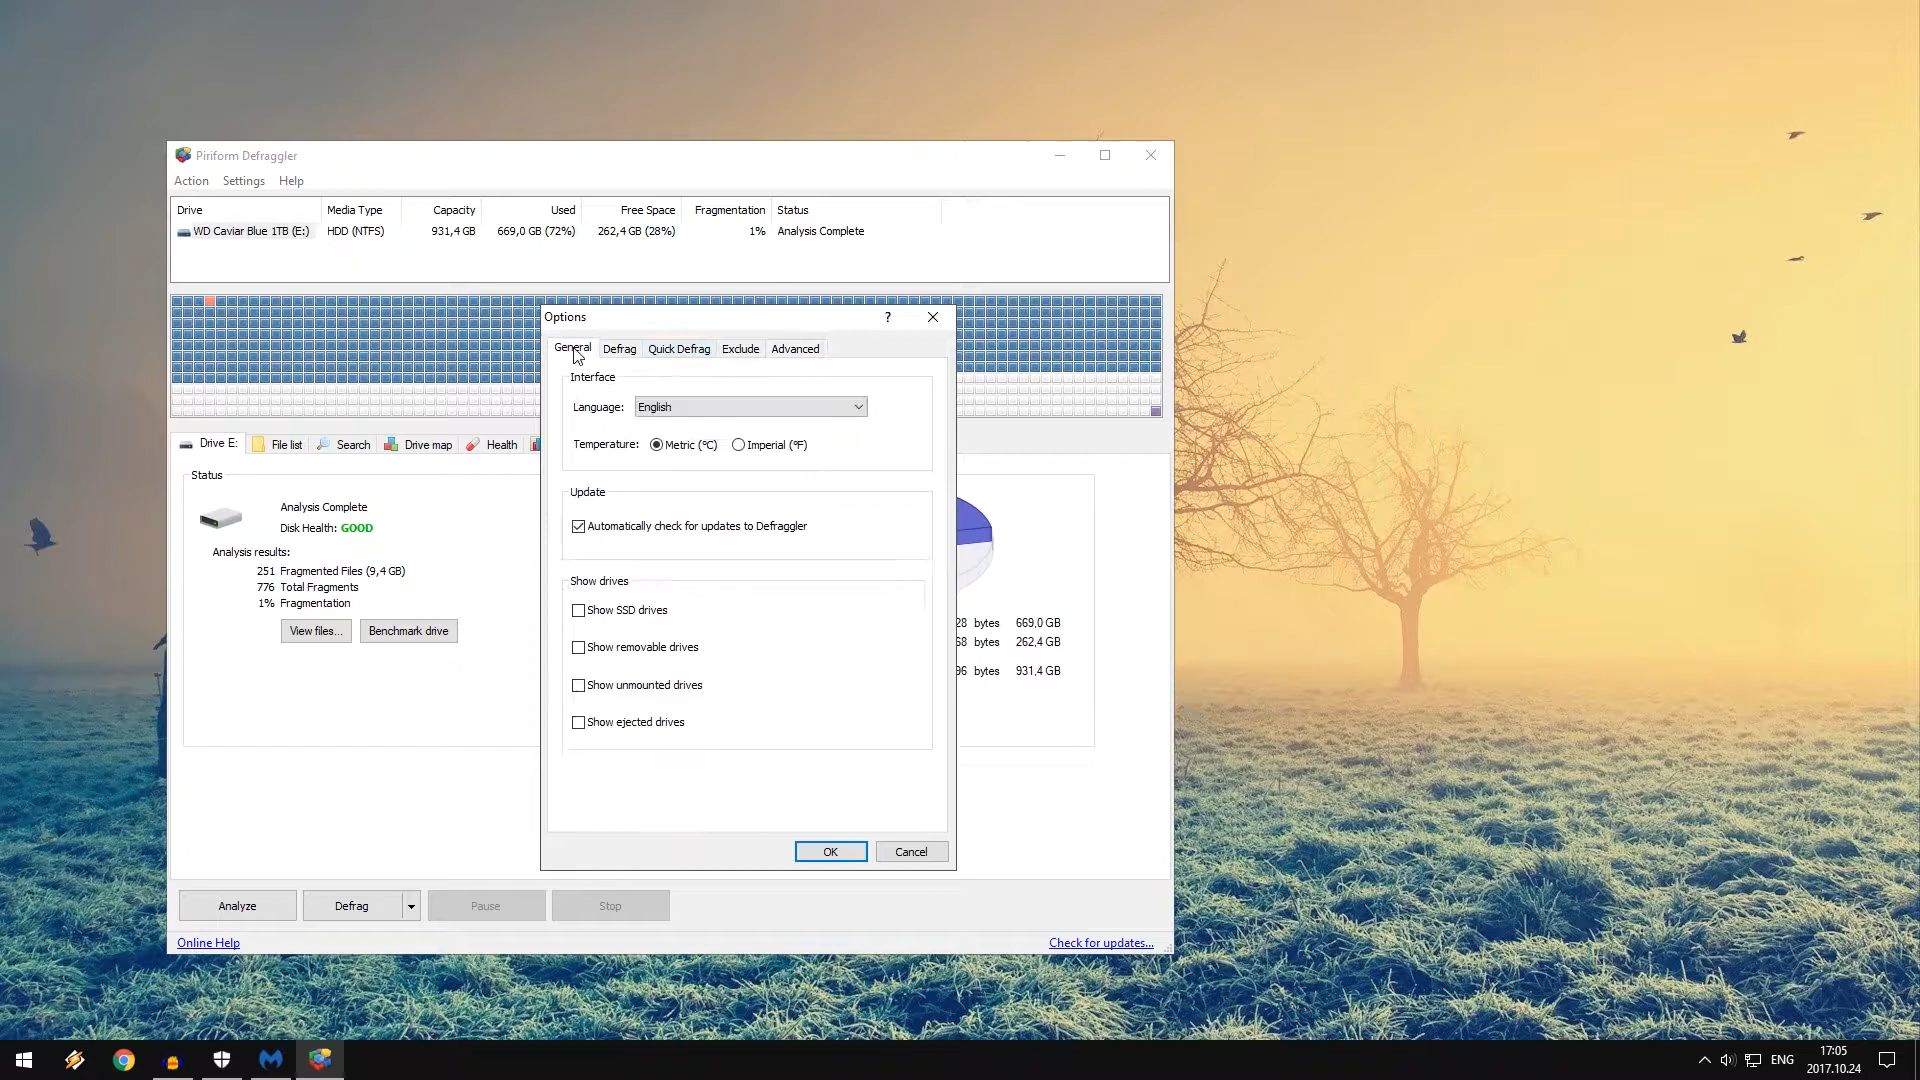 Piriform Defraggler
Action Settings Help
Drive Media Type Capacity Used Free Space Fragmentation Status
WD Caviar Blue 1TB (E:) HDD (NTFS) 931,4 GB 669,0 GB (72%) 262,4 GB (28%) 1% Analysis Complete
Options ?
General Defrag Quick Defrag Exclude Advanced
Interface
Language: English
Temperature: Metric (°C) Imperial (°F)
Update
Automatically check for updates to Defraggler
Show drives
Show SSD drives
Show removable drives
Show unmounted drives
Show ejected drives
OK Cancel
Drive E: File list Search Drive map Health
Status
Analysis Complete
Disk Health: GOOD
Analysis results:
251 Fragmented Files (9,4 GB)
776 Total Fragments
1% Fragmentation
View files... Benchmark drive
28 bytes 669,0 GB
68 bytes 262,4 GB
96 bytes 931,4 GB
Analyze Defrag Pause Stop
Online Help Check for updates...
ENG 17:05
2017.10.24